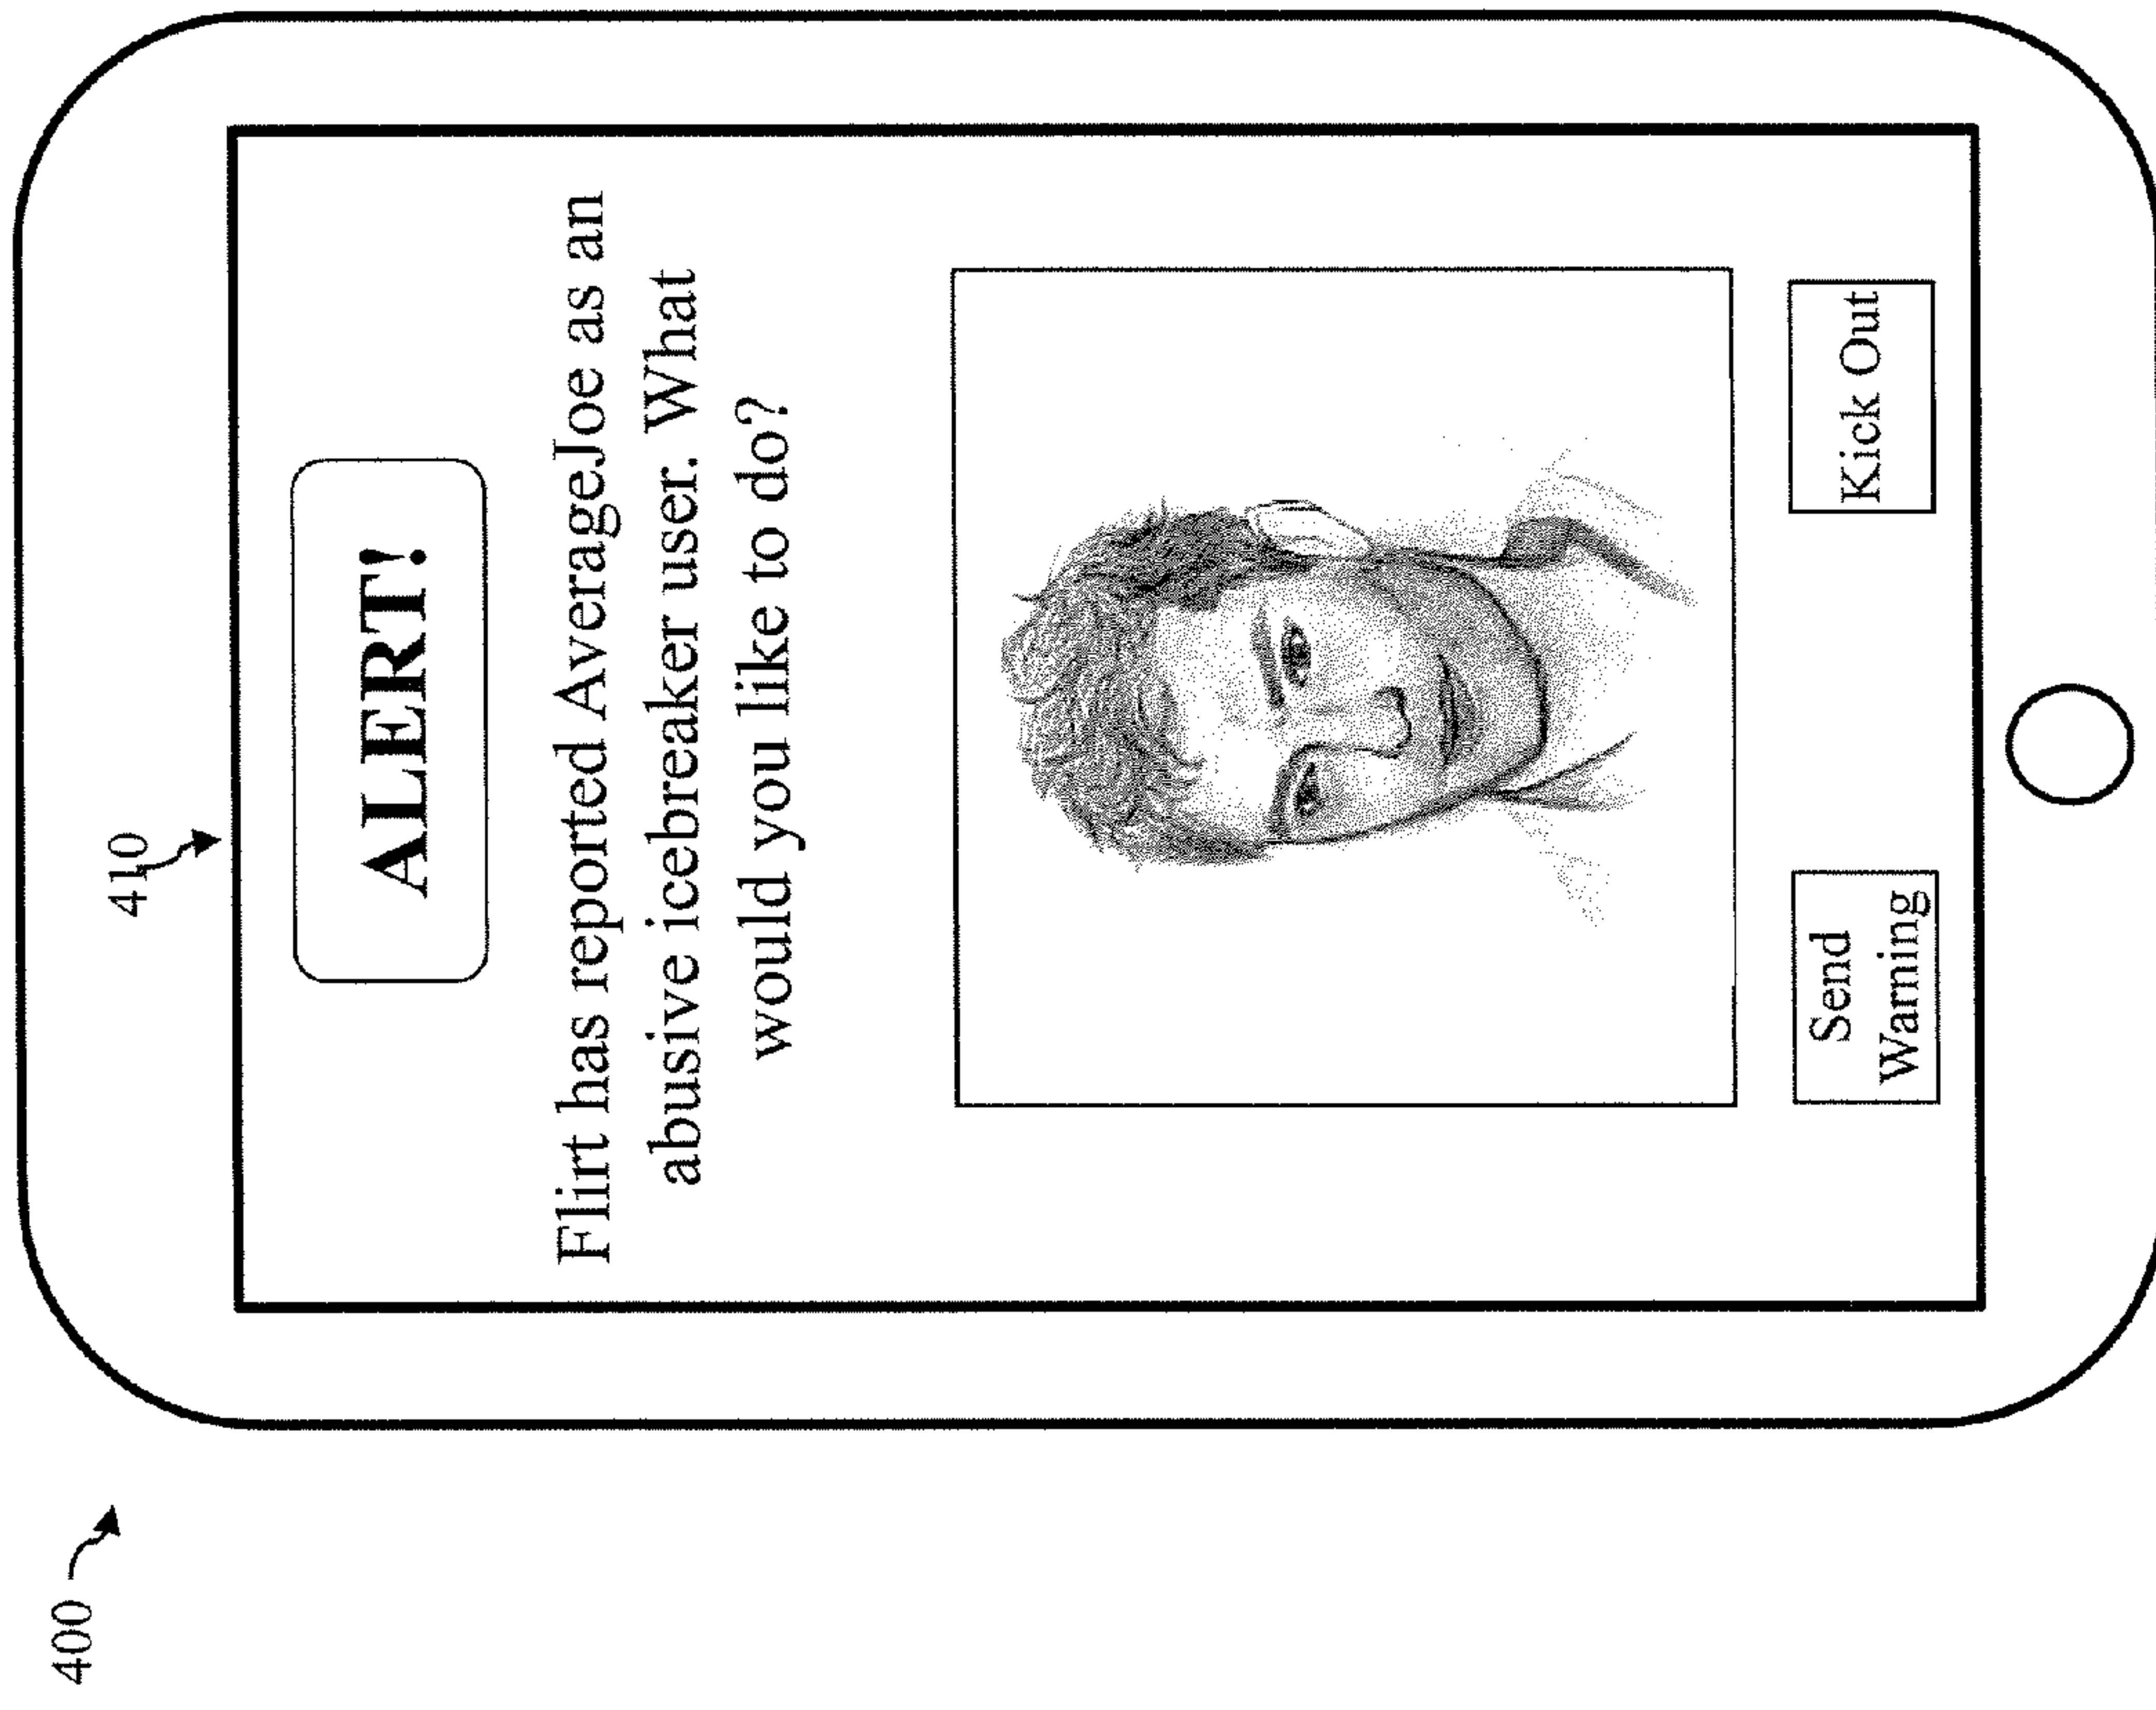 400
410
ALERT!
Flirt has reported AverageJoe as an
abusive icebreaker user. What
would you like to do?
Send
Warning
Kick Out